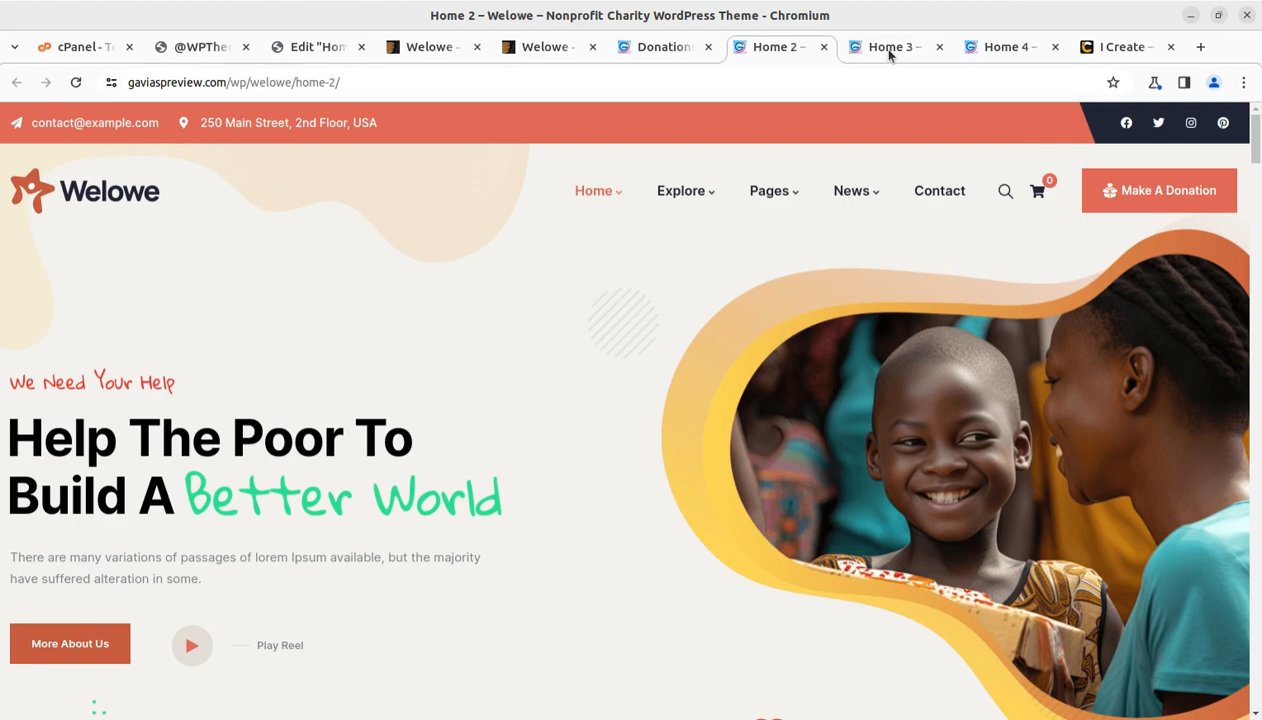 Home 2 – Welowe – Nonprofit Charity WordPress Theme - Chromium
cPanel - To
@WPThe
Edit "Hom
Welowe -
Welowe -
Donation
Home 2 –
Home 3 -
Home 4 –
I Create –
gaviaspreview.com/wp/welowe/home-2/
contact@example.com
250 Main Street, 2nd Floor, USA
Welowe
Home
Explore
Pages
News
Contact
0
Make A Donation
We Need Your Help
Help The Poor To
Build A Better World
There are many variations of passages of lorem Ipsum available, but the majority
have suffered alteration in some.
More About Us
Play Reel